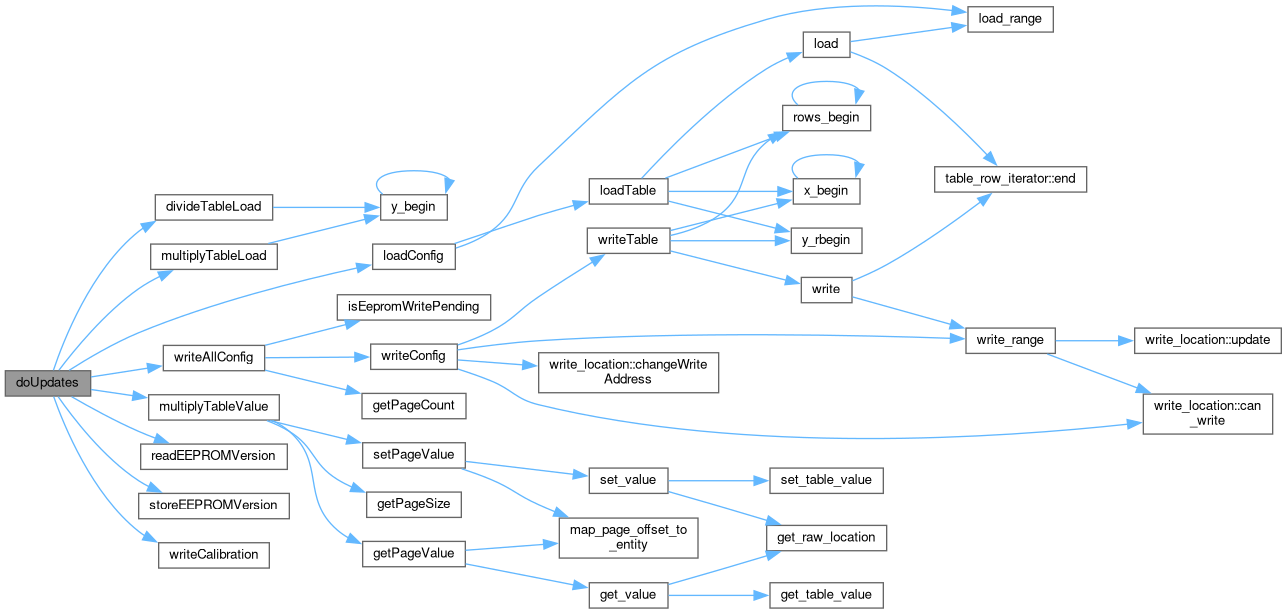 doUpdates
divideTableLoad
y_begin
multiplyTableLoad
loadConfig
load_range
loadTable
load
table_row_iterator::end
rows_begin
x_begin
y_rbegin
writeAllConfig
isEepromWritePending
writeConfig
writeTable
write
write_range
write_location::update
write_location::can
_write
write_location::changeWrite
Address
getPageCount
multiplyTableValue
setPageValue
set_value
set_table_value
get_raw_location
map_page_offset_to
_entity
getPageSize
getPageValue
get_value
get_table_value
readEEPROMVersion
storeEEPROMVersion
writeCalibration